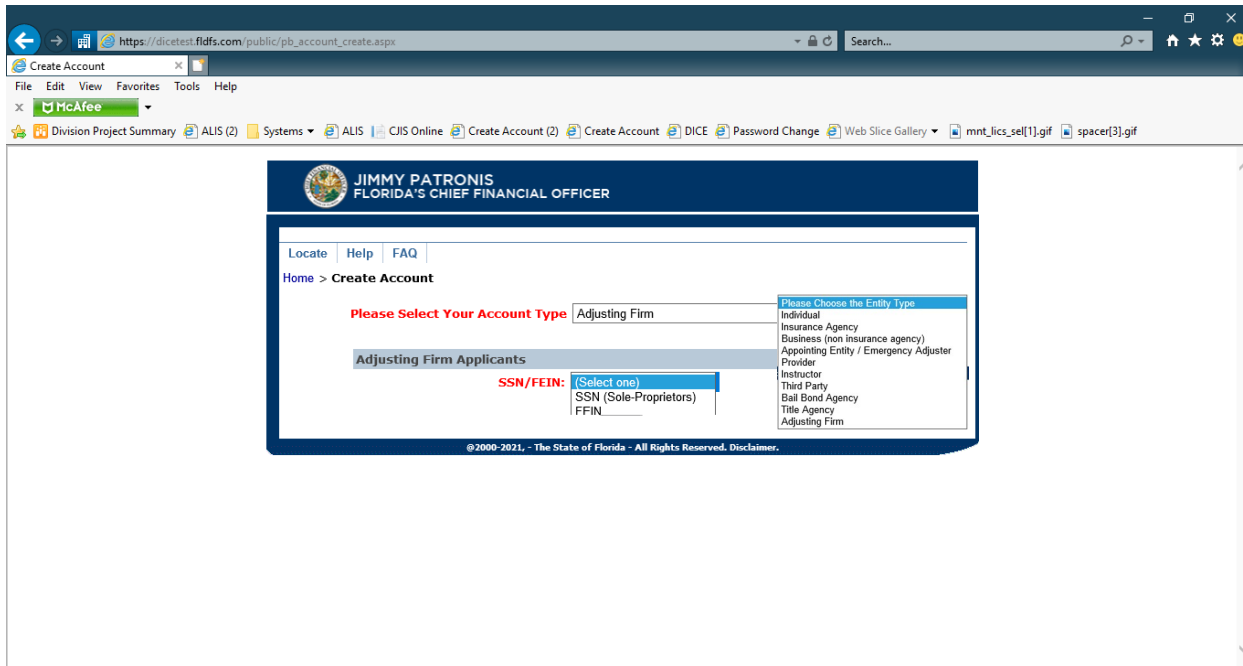 https://dicetest.fldfs.com/public/pb_account_create.aspx
Search...
Create Account
File Edit View Favorites Tools Help
x McAfee
Division Project Summary ALIS (2) Systems ALIS CJIS Online Create Account (2) Create Account DICE Password Change Web Slice Gallery mnt_lics_sel[1].gif spacer[3].gif
JIMMY PATRONIS
FLORIDA'S CHIEF FINANCIAL OFFICER
Locate Help FAQ
Home > Create Account
Please Select Your Account Type Adjusting Firm
Please Choose the Entity Type
Individual
Insurance Agency
Business (non insurance agency)
Appointing Entity / Emergency Adjuster
Provider
Instructor
Third Party
Bail Bond Agency
Title Agency
Adjusting Firm
Adjusting Firm Applicants
SSN/FEIN: (Select one)
SSN (Sole-Proprietors)
FEIN
@2000-2021, - The State of Florida - All Rights Reserved. Disclaimer.